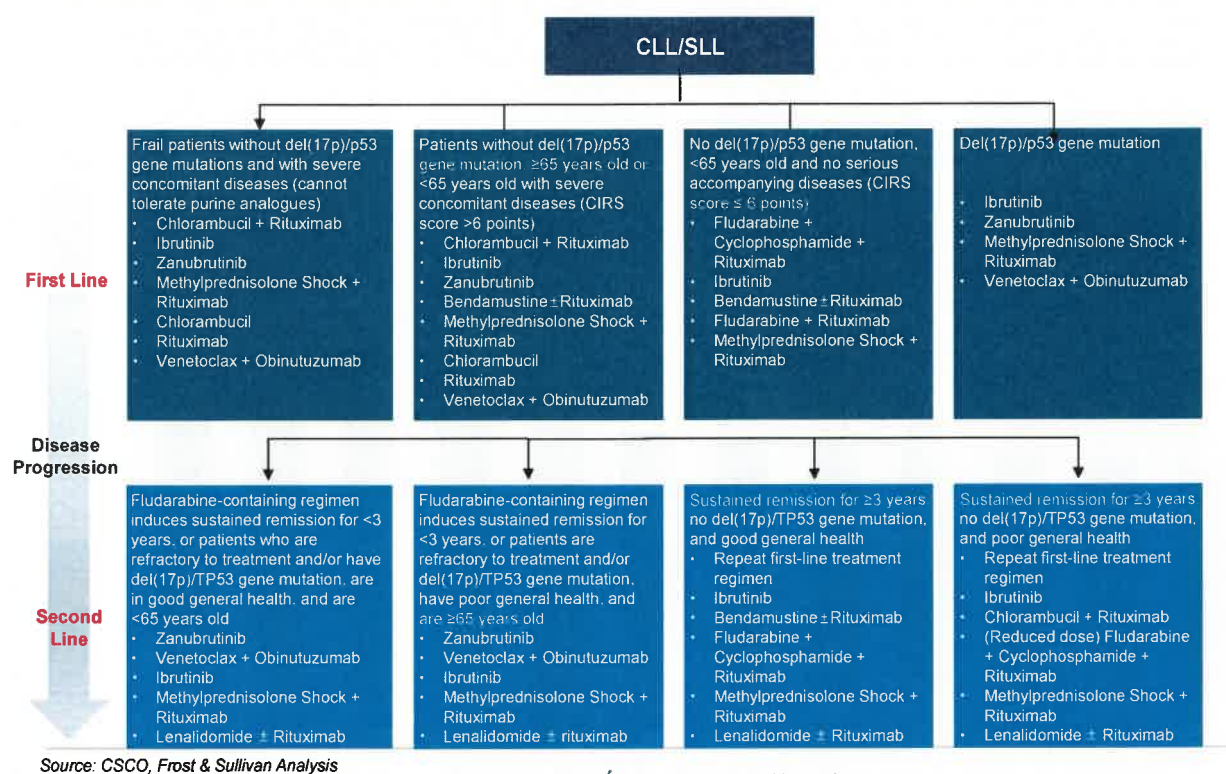 CLL/SLL
Frail patients without del(17p)/p53
gene mutations and with severe
concomitant diseases (cannot
tolerate purine analogues)
• Chlorambucil + Rituximab
• Ibrutinib
• Zanubrutinib
• Methylprednisolone Shock +
Rituximab
• Chlorambucil
• Rituximab
• Venetoclax + Obinutuzumab
Patients without del(17p)/p53
gene mutation, ≥65 years old or
<65 years old with severe
concomitant diseases (CIRS
score >6 points)
• Chlorambucil + Rituximab
• Ibrutinib
• Zanubrutinib
• Bendamustine ± Rituximab
• Methylprednisolone Shock +
Rituximab
• Chlorambucil
• Rituximab
• Venetoclax + Obinutuzumab
No del(17p)/p53 gene mutation,
<65 years old and no serious
accompanying diseases (CIRS
score ≤ 6 points)
• Fludarabine +
Cyclophosphamide +
Rituximab
• Ibrutinib
• Bendamustine ± Rituximab
• Fludarabine + Rituximab
• Methylprednisolone Shock +
Rituximab
Del(17p)/p53 gene mutation
• Ibrutinib
• Zanubrutinib
• Methylprednisolone Shock +
Rituximab
• Venetoclax + Obinutuzumab
First Line
Disease
Progression
Second
Line
Fludarabine-containing regimen
induces sustained remission for <3
years, or patients who are
refractory to treatment and/or have
del(17p)/TP53 gene mutation, are
in good general health, and are
<65 years old
• Zanubrutinib
• Venetoclax + Obinutuzumab
• Ibrutinib
• Methylprednisolone Shock +
Rituximab
• Lenalidomide ± Rituximab
Fludarabine-containing regimen
induces sustained remission for
<3 years, or patients are
refractory to treatment and/or
del(17p)/TP53 gene mutation,
have poor general health, and
are ≥65 years old
• Zanubrutinib
• Venetoclax + Obinutuzumab
• Ibrutinib
• Methylprednisolone Shock +
Rituximab
• Lenalidomide ± rituximab
Sustained remission for ≥3 years
no del(17p)/TP53 gene mutation,
and good general health
• Repeat first-line treatment
regimen
• Ibrutinib
• Bendamustine ± Rituximab
• Fludarabine +
Cyclophosphamide +
Rituximab
• Methylprednisolone Shock +
Rituximab
• Lenalidomide ± Rituximab
Sustained remission for ≥3 years
no del(17p)/TP53 gene mutation,
and poor general health
• Repeat first-line treatment
regimen
• Ibrutinib
• Chlorambucil + Rituximab
• (Reduced dose) Fludarabine
+ Cyclophosphamide +
Rituximab
• Methylprednisolone Shock +
Rituximab
• Lenalidomide ± Rituximab
Source: CSCO, Frost & Sullivan Analysis